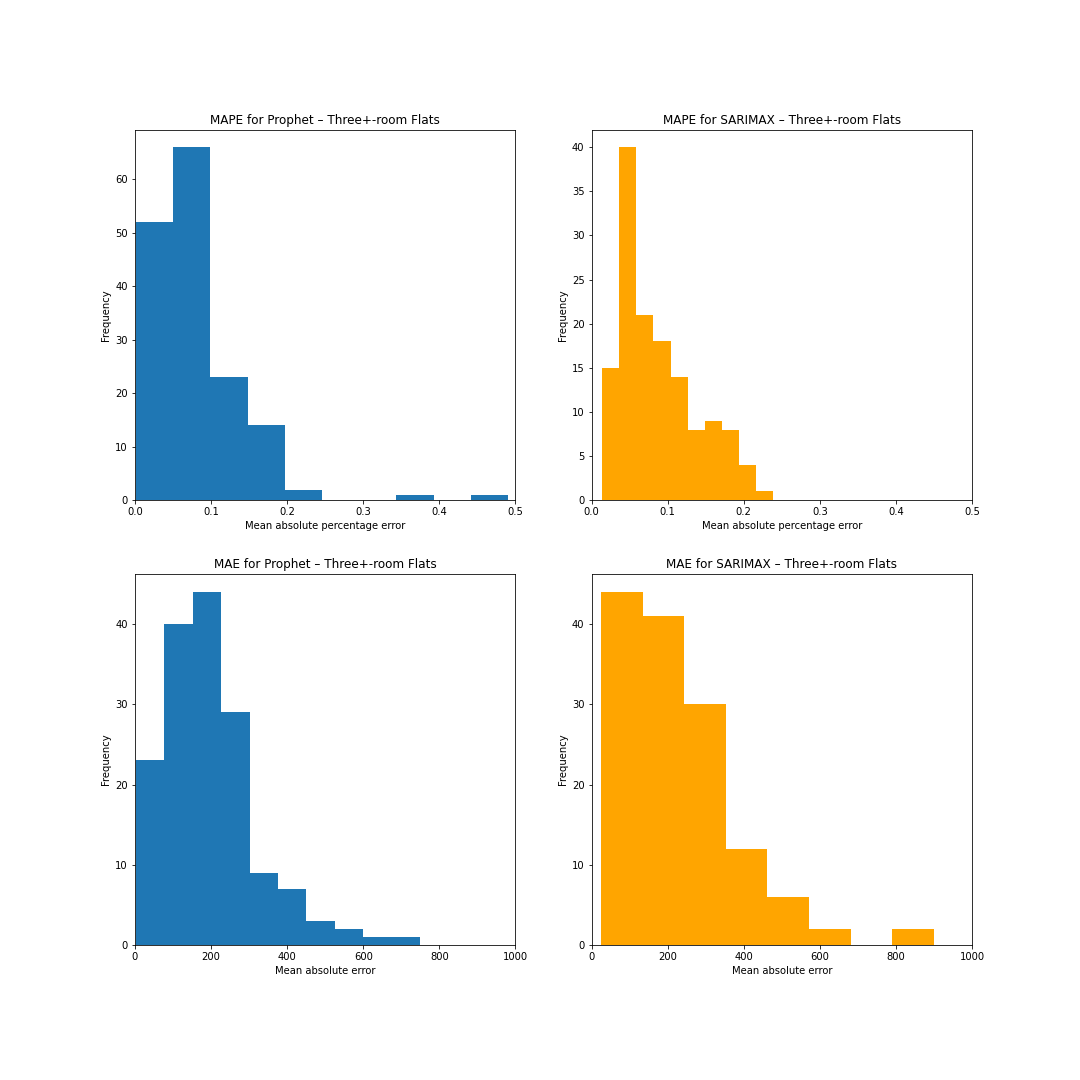 MAPE for Prophet – Three+-room Flats
60
50
40
30
20
10
0
Frequency
0.0 0.1 0.2 0.3 0.4 0.5
Mean absolute percentage error
MAPE for SARIMAX – Three+-room Flats
40
35
30
25
20
15
10
5
0
Frequency
0.0 0.1 0.2 0.3 0.4 0.5
Mean absolute percentage error
MAE for Prophet – Three+-room Flats
40
30
20
10
0
Frequency
0 200 400 600 800 1000
Mean absolute error
MAE for SARIMAX – Three+-room Flats
40
30
20
10
0
Frequency
0 200 400 600 800 1000
Mean absolute error